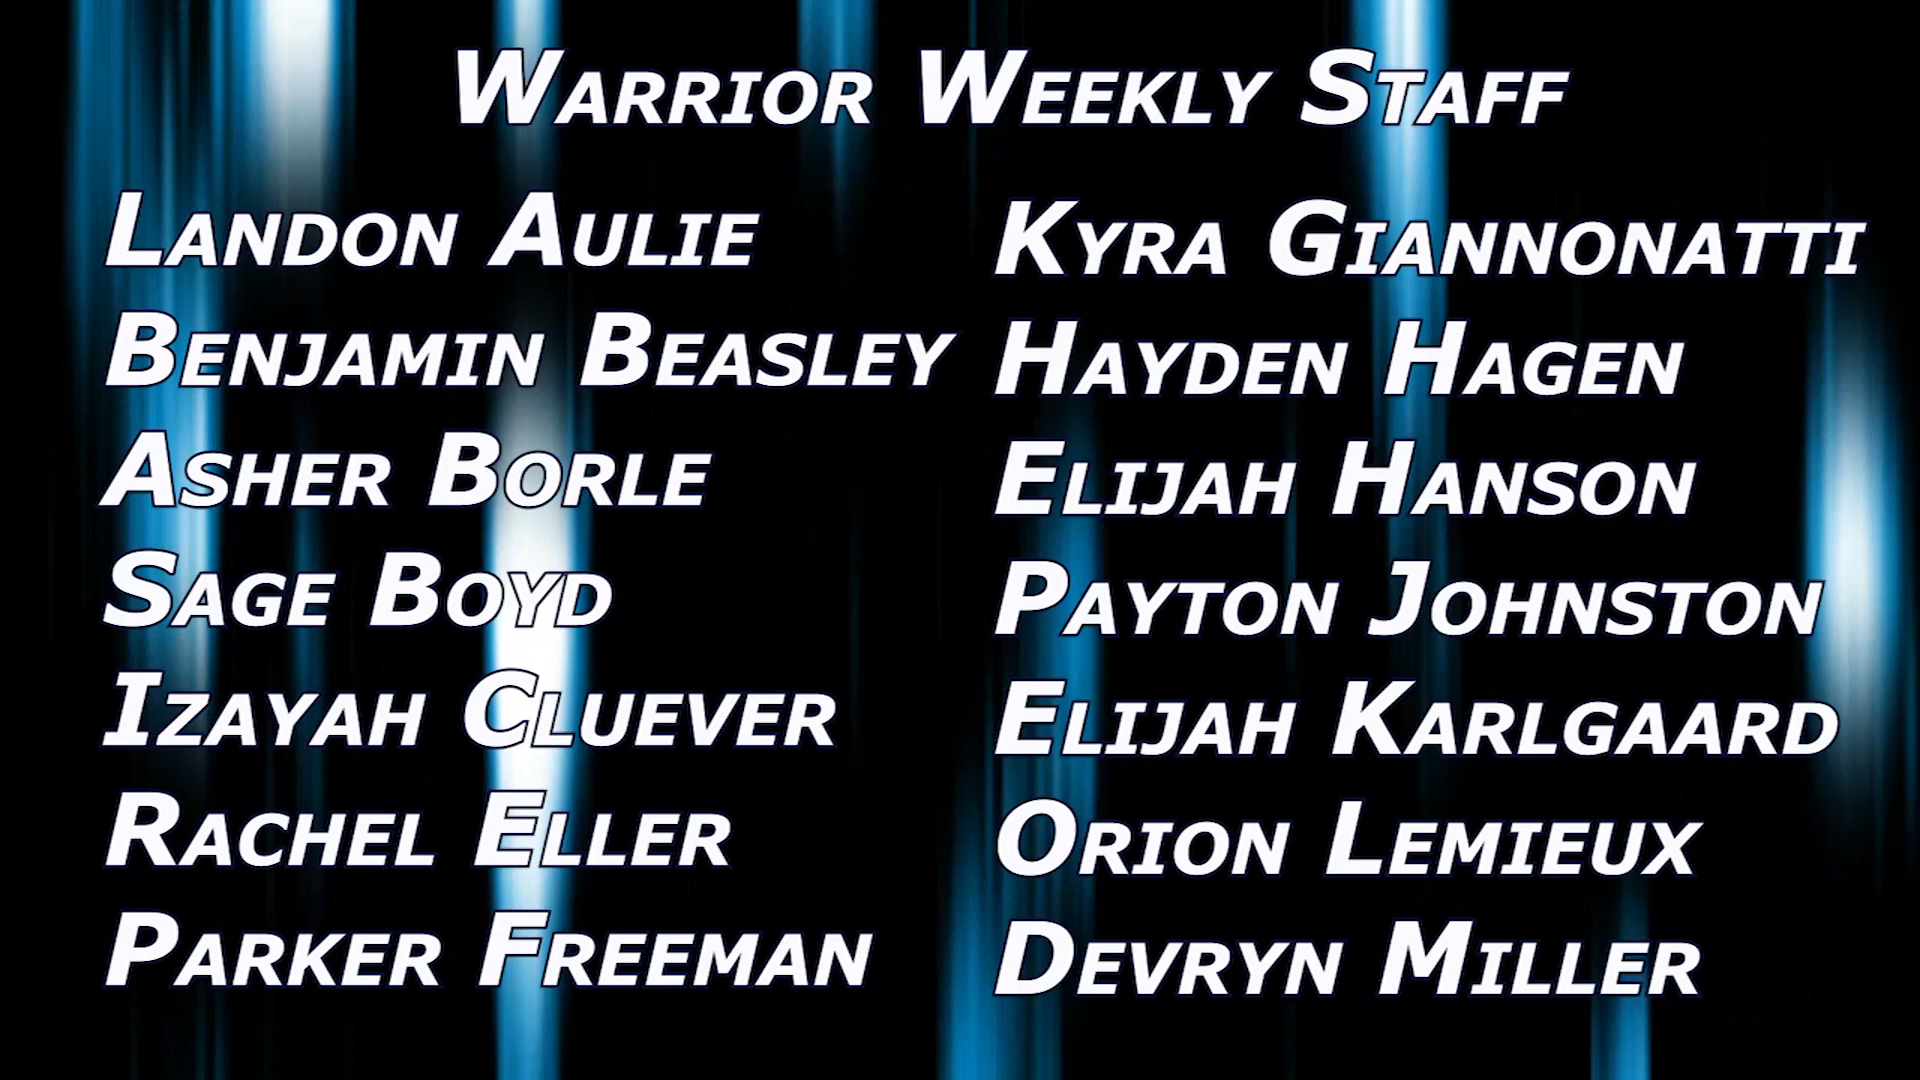 Warrior Weekly Staff
Landon Aulie
Benjamin Beasley
Asher Borle
Sage Boyd
Izayah Cluever
Rachel Eller
Parker Freeman
Kyra Giannonatti
Hayden Hagen
Elijah Hanson
Payton Johnston
Elijah Karlgaard
Orion Lemieux
Devryn Miller